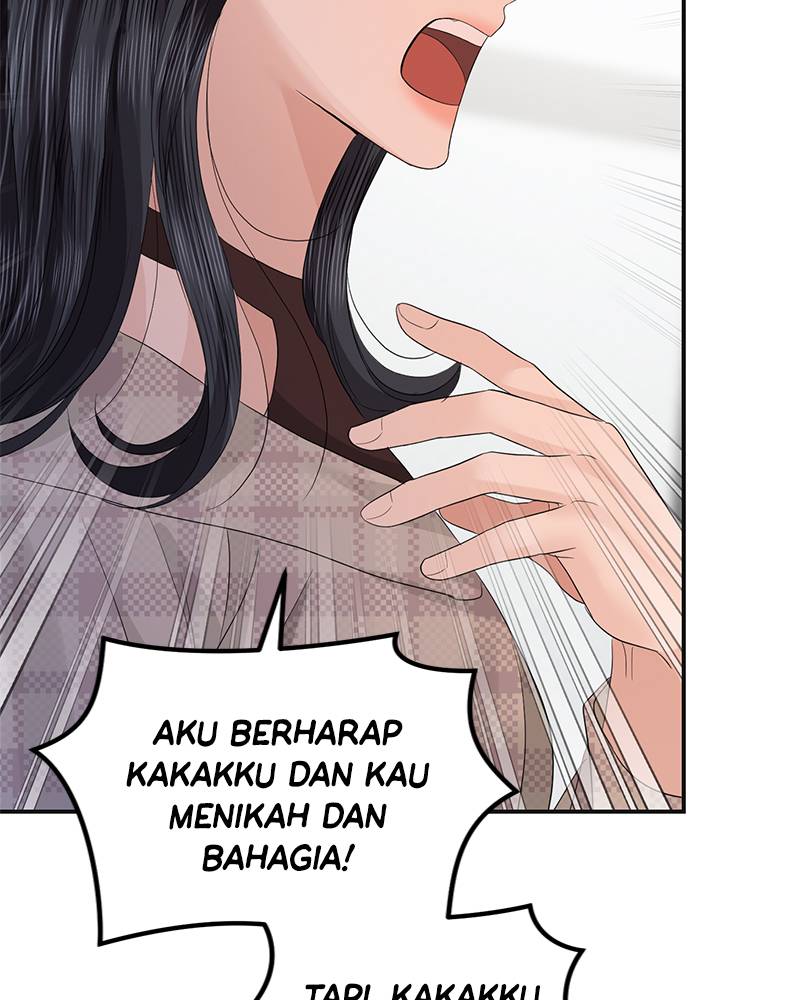 AKU BERHARAP
KAKAKKU DAN KAU
MENIKAH DAN
BAHAGIA!
TAPI, KAKAKKU